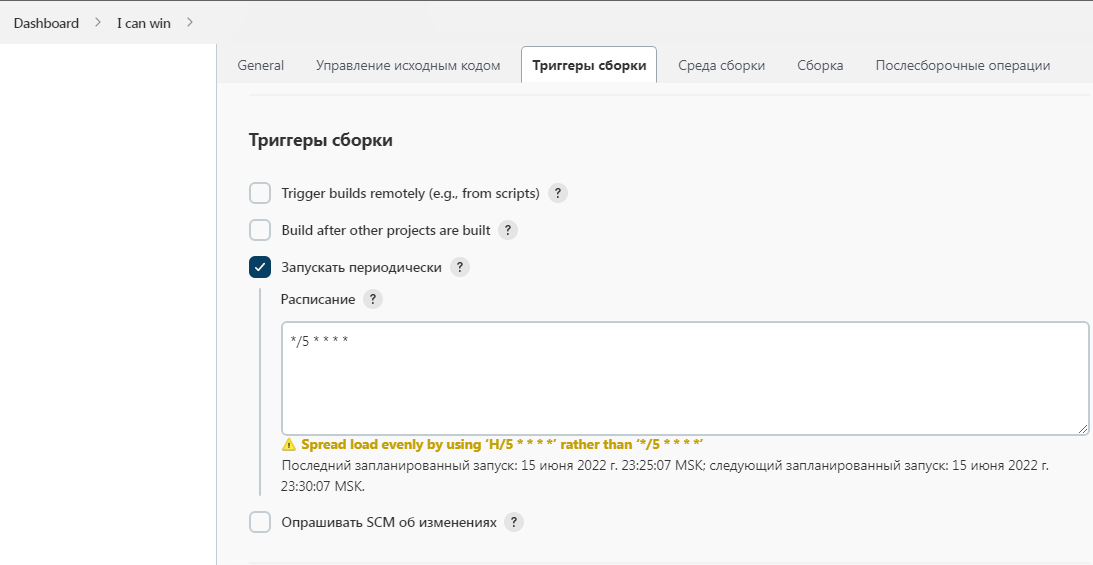 Dashboard > I can win >
General Управление исходным кодом Триггеры сборки Среда сборки Сборка Послесборочные операции
Триггеры сборки
Trigger builds remotely (e.g., from scripts) ?
Build after other projects are built ?
Запускать периодически ?
Расписание ?
*/5 * * * *
Spread load evenly by using ‘H/5 * * * *’ rather than ‘*/5 * * * *’
Последний запланированный запуск: 15 июня 2022 г. 23:25:07 MSK; следующий запланированный запуск: 15 июня 2022 г.
23:30:07 MSK.
Опрашивать SCM об изменениях ?